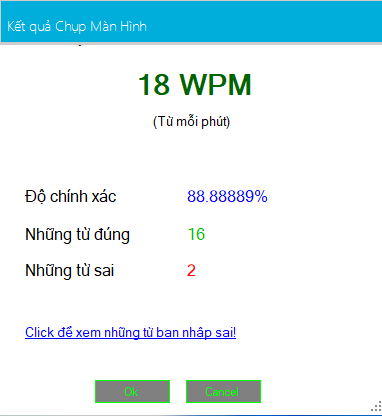 Kết quả Chụp Màn Hình
18 WPM
(Từ mỗi phút)
Độ chính xác 88.88889%
Những từ đúng 16
Những từ sai 2
Click để xem những từ bạn nhập sai!
Ok Cancel